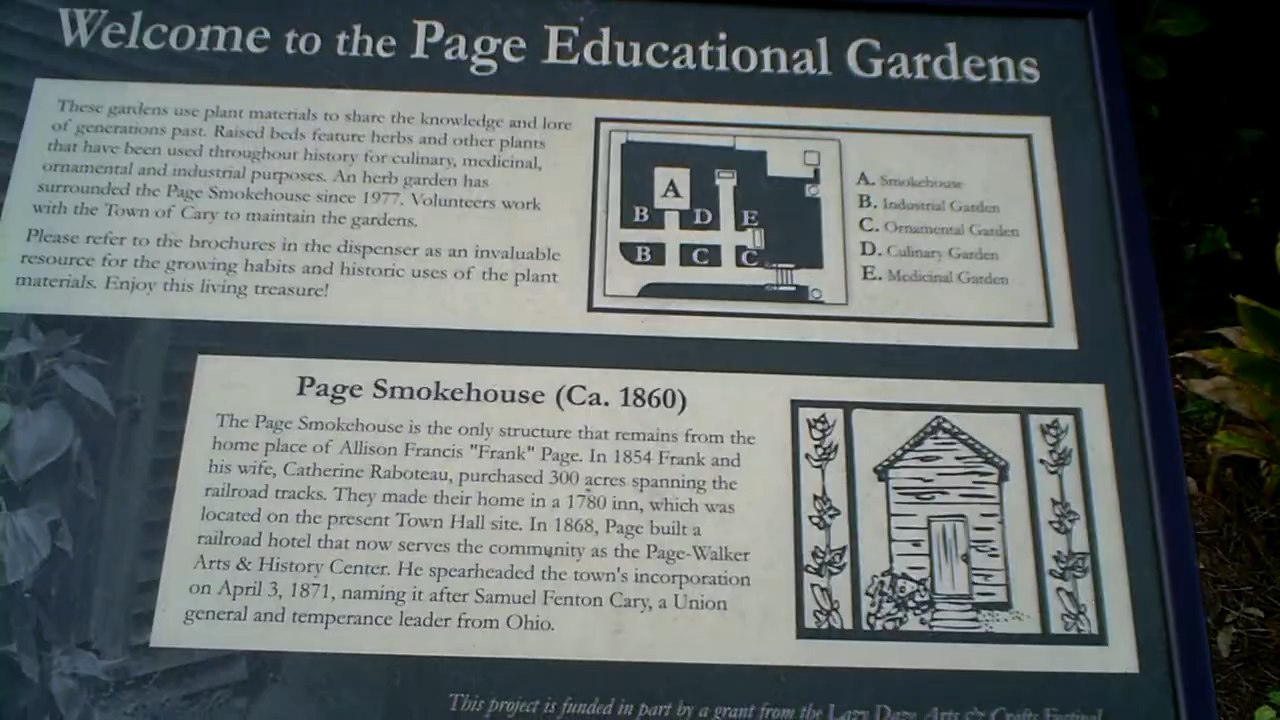 Welcome to the Page Educational Gardens
These gardens use plant materials to share the knowledge and lore
of generations past. Raised beds feature herbs and other plants
that have been used throughout history for culinary, medicinal,
ornamental and industrial purposes. An herb garden has
surrounded the Page Smokehouse since 1977. Volunteers work
with the Town of Cary to maintain the gardens.
Please refer to the brochures in the dispenser as an invaluable
resource for the growing habits and historic uses of the plant
materials. Enjoy this living treasure!
A
B D E
B C C
A. Smokehouse
B. Industrial Garden
C. Ornamental Garden
D. Culinary Garden
E. Medicinal Garden
Page Smokehouse (Ca. 1860)
The Page Smokehouse is the only structure that remains from the
home place of Allison Francis "Frank" Page. In 1854 Frank and
his wife, Catherine Raboteau, purchased 300 acres spanning the
railroad tracks. They made their home in a 1780 inn, which was
located on the present Town Hall site. In 1868, Page built a
railroad hotel that now serves the community as the Page-Walker
Arts & History Center. He spearheaded the town's incorporation
on April 3, 1871, naming it after Samuel Fenton Cary, a Union
general and temperance leader from Ohio.
This project is funded in part by a grant from the Lazy Daze Arts & Crafts Festival